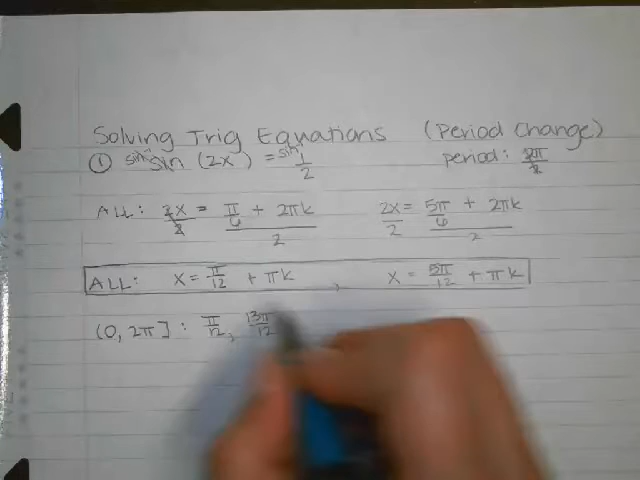 Solving Trig Equations (Period Change)
① sin⁻¹ sin (2x) = sin⁻¹ 1/2 period: 2π/2
ALL: 2x/2 = (π/6 + 2πk)/2 2x/2 = (5π/6 + 2πk)/2
ALL: x = π/12 + πk , x = 5π/12 + πk
(0, 2π]: π/12, 13π/12